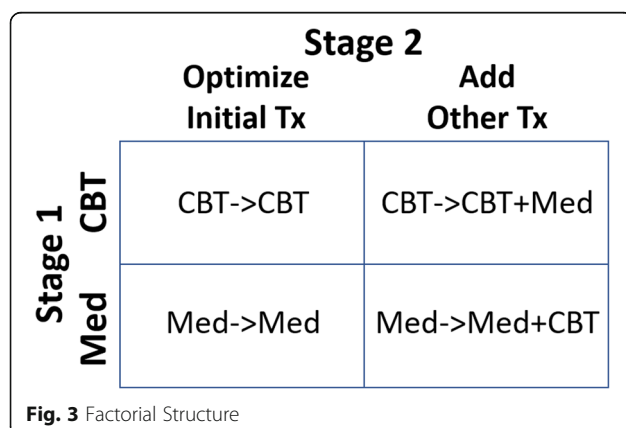 Stage 2
Optimize
Initial Tx
Add
Other Tx
Stage 1
CBT
CBT->CBT
CBT->CBT+Med
Med
Med->Med
Med->Med+CBT
Fig. 3 Factorial Structure